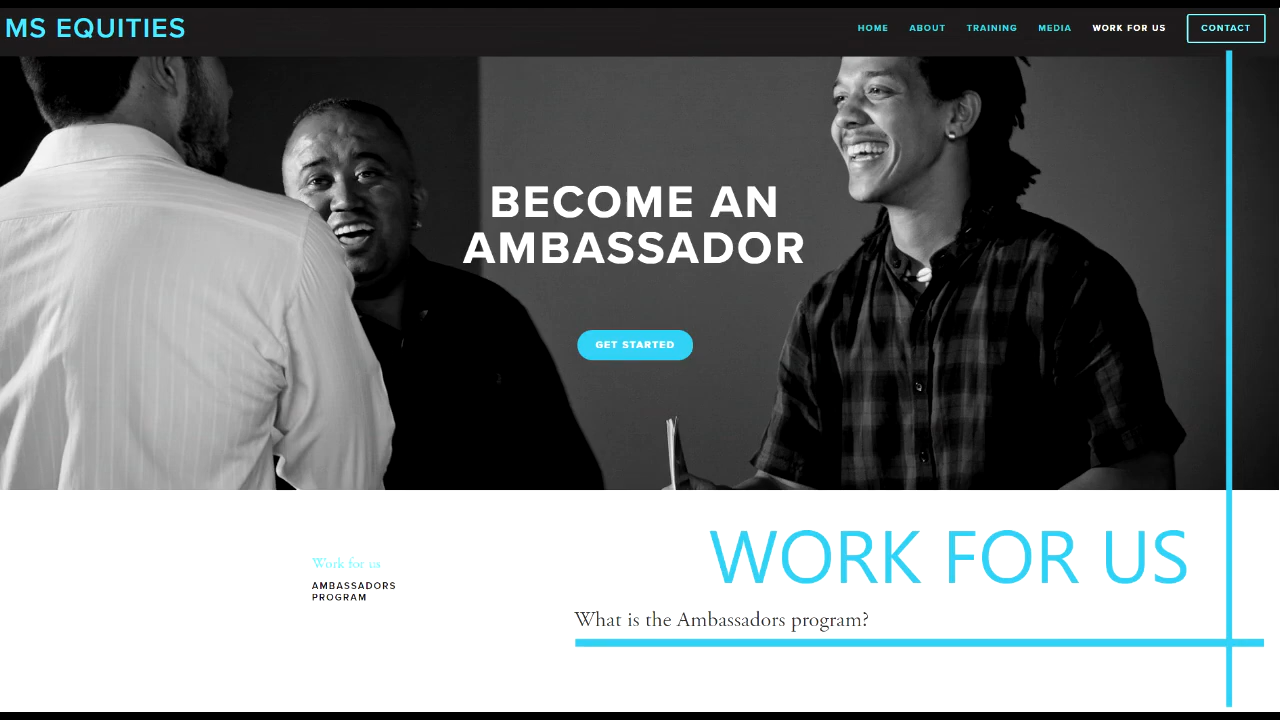 MS EQUITIES
HOME ABOUT TRAINING MEDIA WORK FOR US CONTACT
BECOME AN
AMBASSADOR
GET STARTED
WORK FOR US
Work for us
AMBASSADORS
PROGRAM
What is the Ambassadors program?